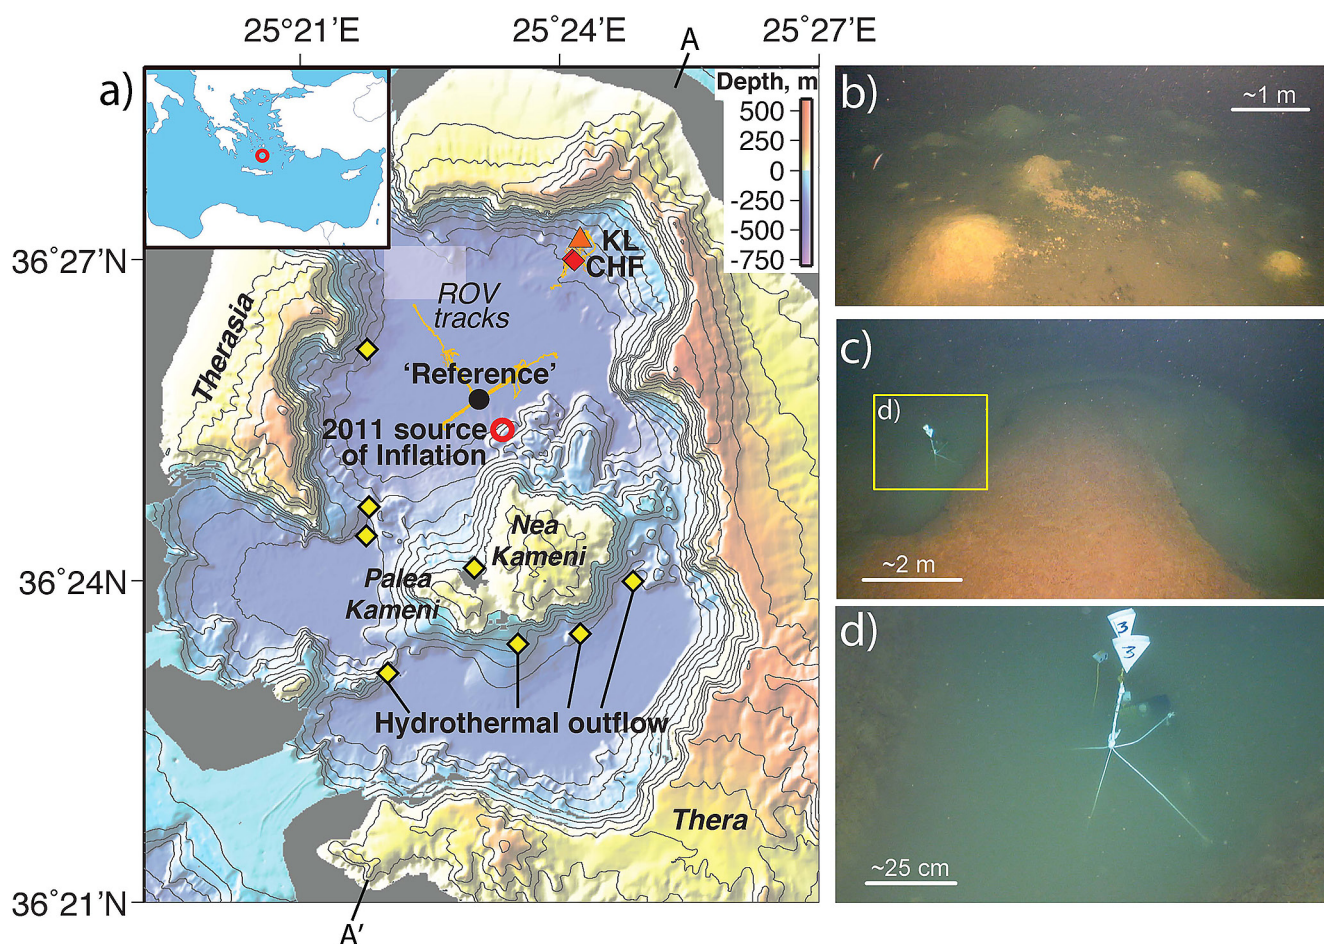 25°21'E
25°24'E
25°27'E
A
a)
Depth, m
500
250
0
-250
-500
-750
36°27'N
36°24'N
36°21'N
KL
CHF
ROV
tracks
Therasia
'Reference'
2011 source
of Inflation
Nea
Kameni
Palea
Kameni
Hydrothermal outflow
Thera
A'
b)
~1 m
c)
d)
~2 m
d)
3
3
~25 cm